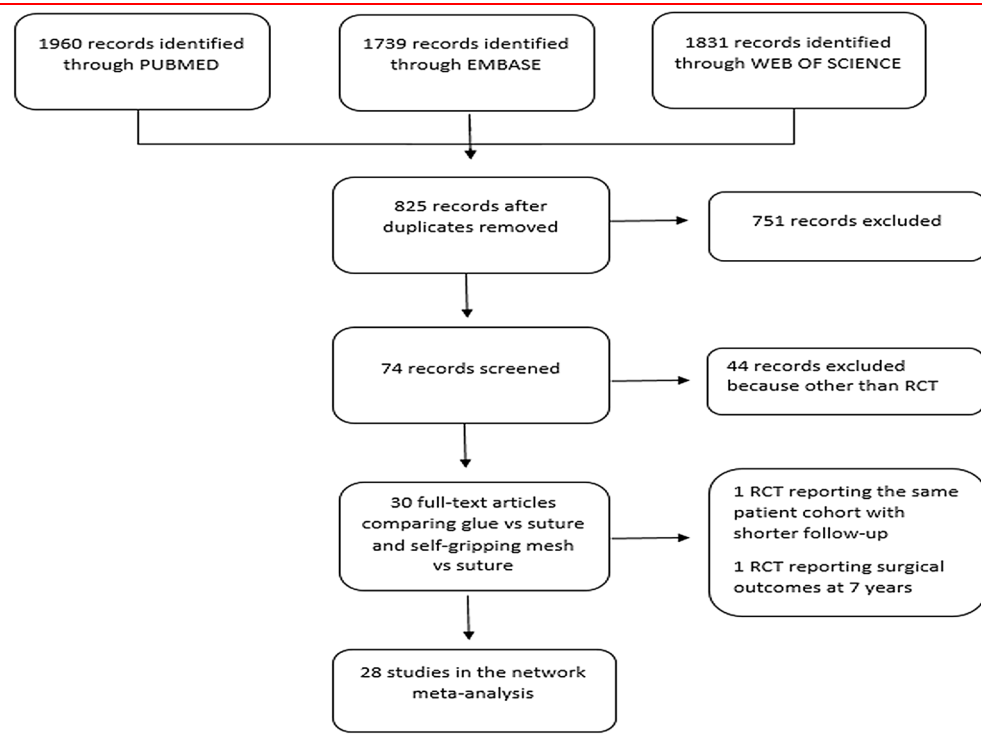 1960 records identified
through PUBMED
1739 records identified
through EMBASE
1831 records identified
through WEB OF SCIENCE
825 records after
duplicates removed
751 records excluded
74 records screened
44 records excluded
because other than RCT
30 full-text articles
comparing glue vs suture
and self-gripping mesh
vs suture
1 RCT reporting the same
patient cohort with
shorter follow-up
1 RCT reporting surgical
outcomes at 7 years
28 studies in the network
meta-analysis